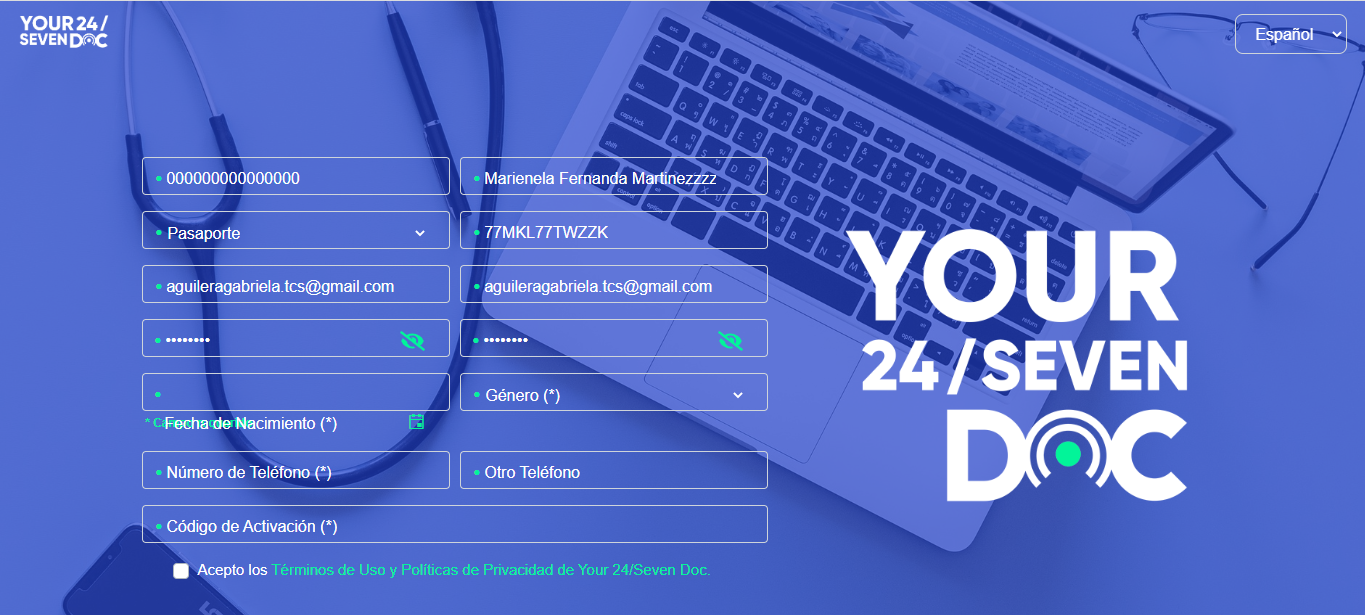 YOUR 24/
SEVEN DOC
Español
000000000000000
Marienela Fernanda Martinezzzz
Pasaporte
77MKL77TWZZK
aguileragabriela.tcs@gmail.com
aguileragabriela.tcs@gmail.com
••••••••
••••••••
Género (*)
Fecha de Nacimiento (*)
Número de Teléfono (*)
Otro Teléfono
Código de Activación (*)
Acepto los Términos de Uso y Políticas de Privacidad de Your 24/Seven Doc.
YOUR
24/SEVEN
DOC